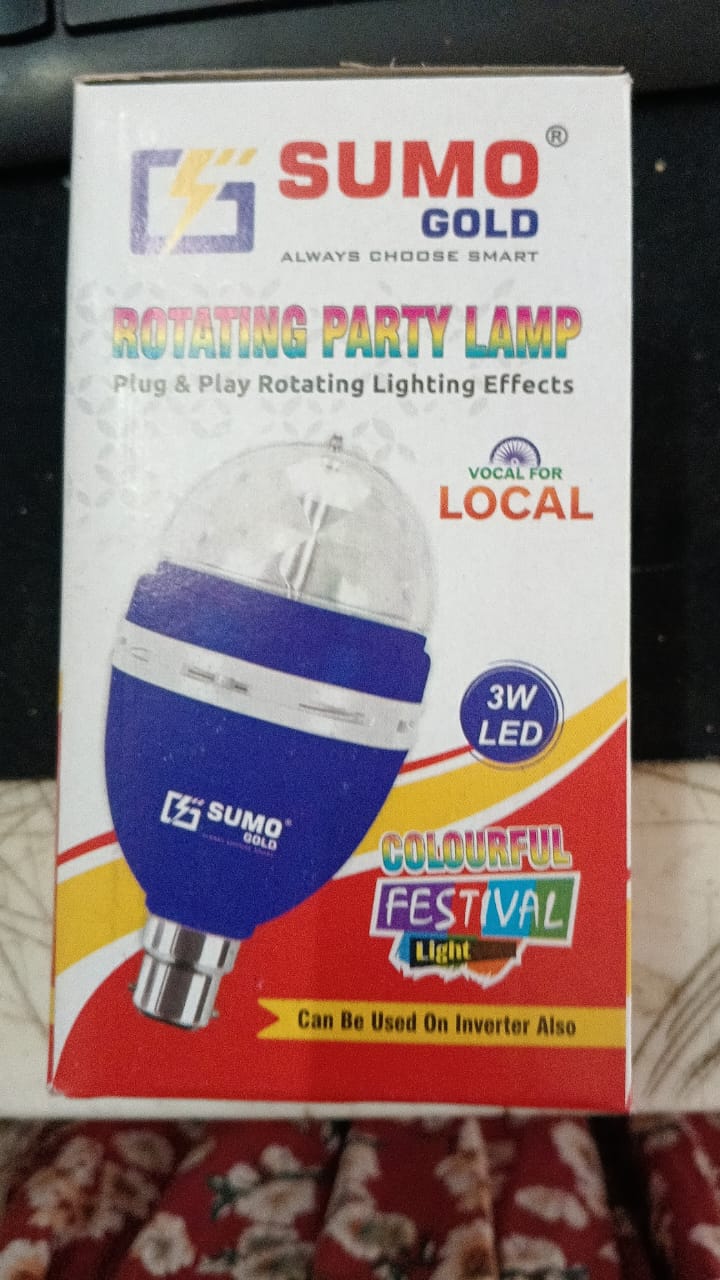 SUMO®
GOLD
ALWAYS CHOOSE SMART
ROTATING PARTY LAMP
Plug & Play Rotating Lighting Effects
VOCAL FOR
LOCAL
3W
LED
SUMO®
GOLD
COLOURFUL
FESTIVAL
Light
Can Be Used On Inverter Also